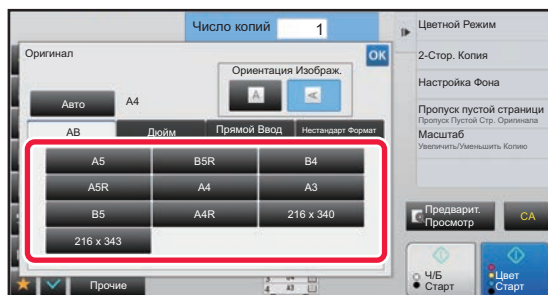 Число копий 1
Оригинал
OK
Ориентация Изображ.
A
A
Авто
A4
AB
Дюйм
Прямой Ввод
Нестандарт Формат
A5
B5R
B4
A5R
A4
A3
B5
A4R
216 x 340
216 x 343
Прочие
Цветной Режим
2-Стор. Копия
Настройка Фона
Пропуск пустой страници
Пропуск Пустой Стр. Оригинала
Масштаб
Увеличить/Уменьшить Копию
Предварит.
Просмотр
CA
Ч/Б
Старт
Цвет
Старт